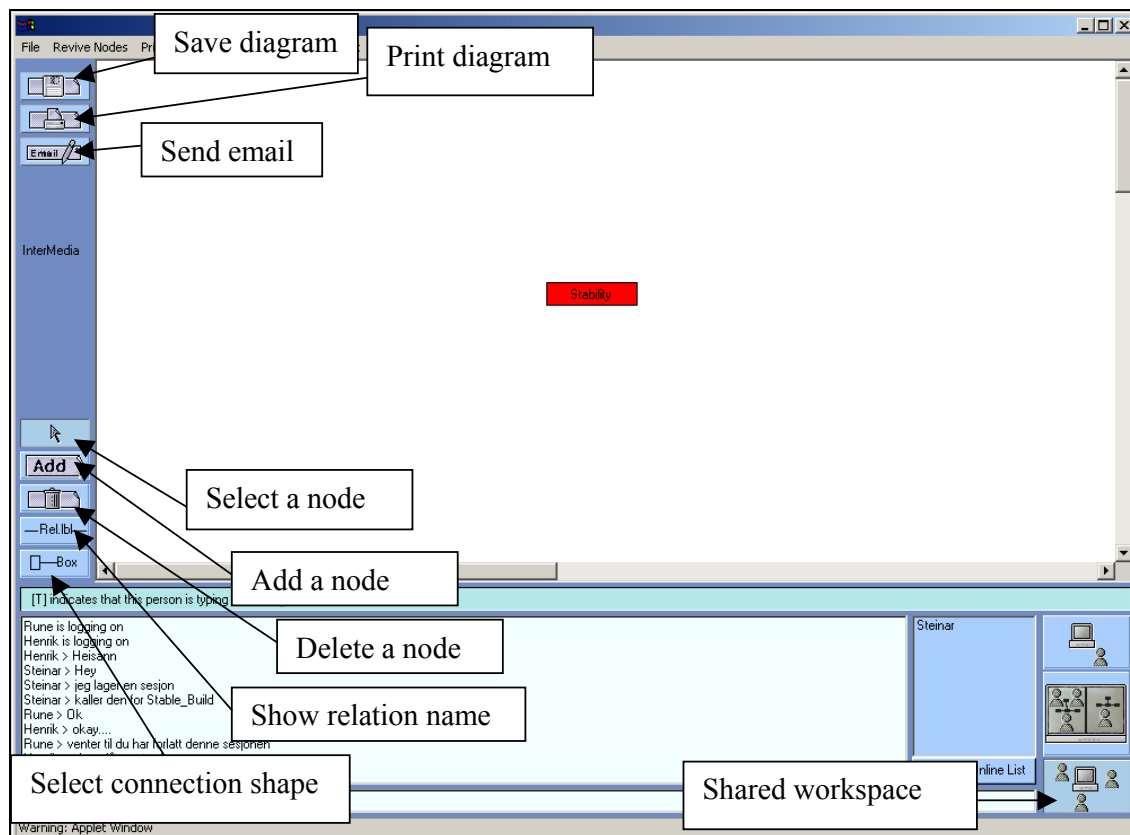 File Revive Nodes
Save diagram
Print diagram
Email
Send email
InterMedia
Stability
Add
Select a node
Rel.lbl
Box
Add a node
[T] indicates that this person is typing
Rune is logging on
Henrik is logging on
Henrik > Heisann
Steinar > Hey
Steinar > jeg lager en sesjon
Steinar > kaller den for Stable_Build
Rune > Ok
Henrik > okay....
Rune > venter til du har forlatt denne sesjonen
Steinar
Delete a node
Show relation name
Select connection shape
nline List
Shared workspace
Warning: Applet Window